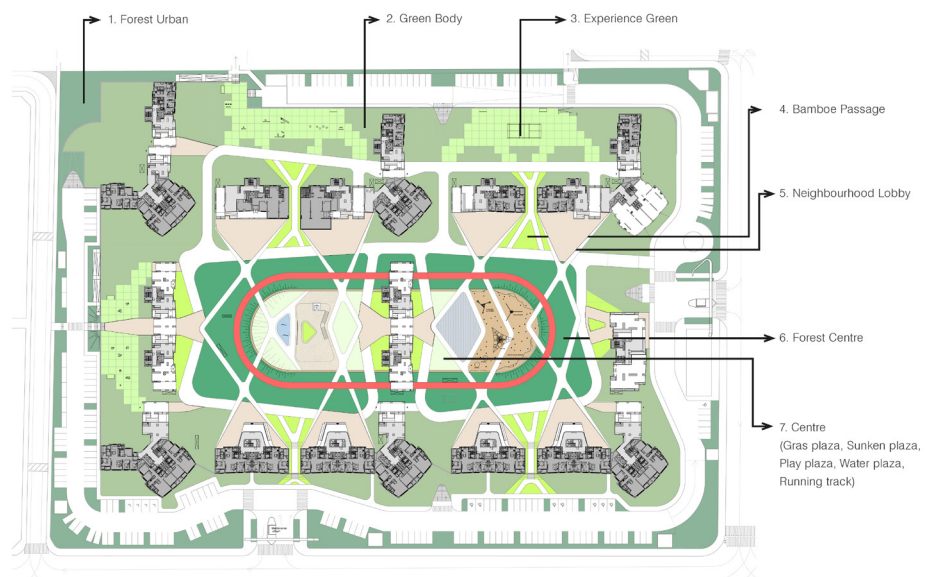 1. Forest Urban
2. Green Body
3. Experience Green
4. Bamboe Passage
5. Neighbourhood Lobby
6. Forest Centre
7. Centre
(Gras plaza, Sunken plaza,
Play plaza, Water plaza,
Running track)